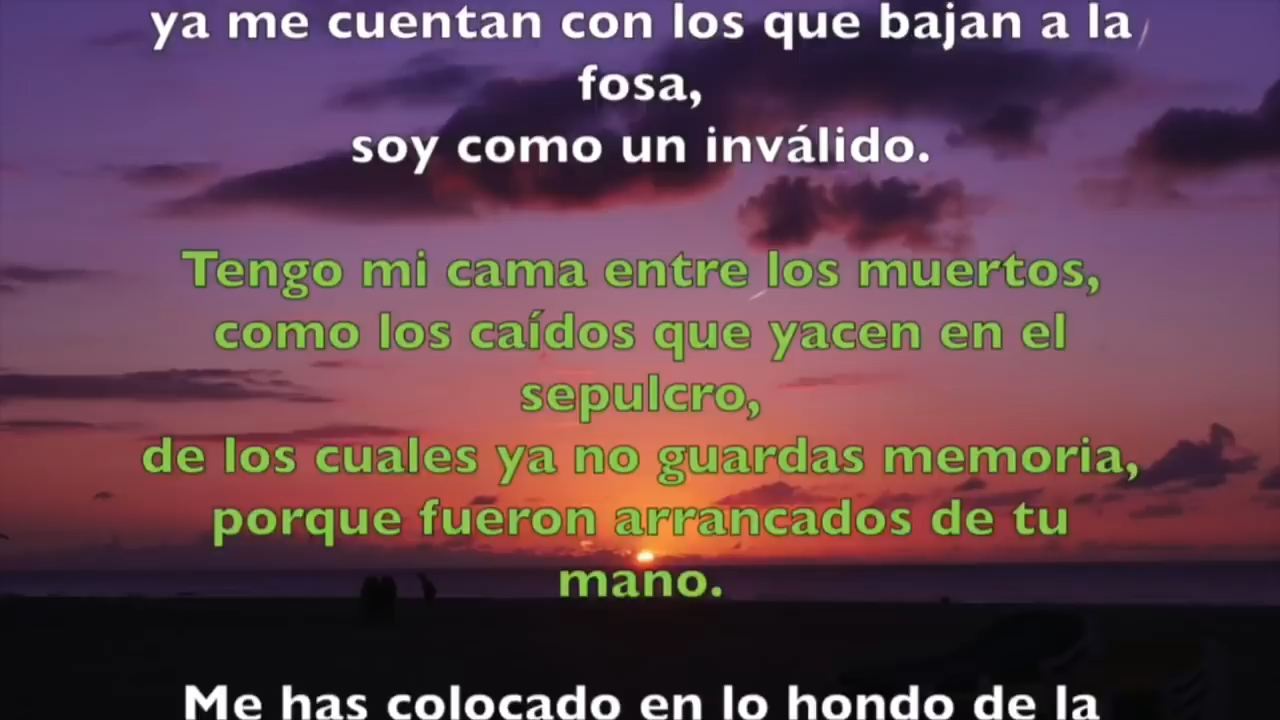 ya me cuentan con los que bajan a la
fosa,
soy como un inválido.
Tengo mi cama entre los muertos,
como los caídos que yacen en el
sepulcro,
de los cuales ya no guardas memoria,
porque fueron arrancados de tu
mano.
Me has colocado en lo hondo de la